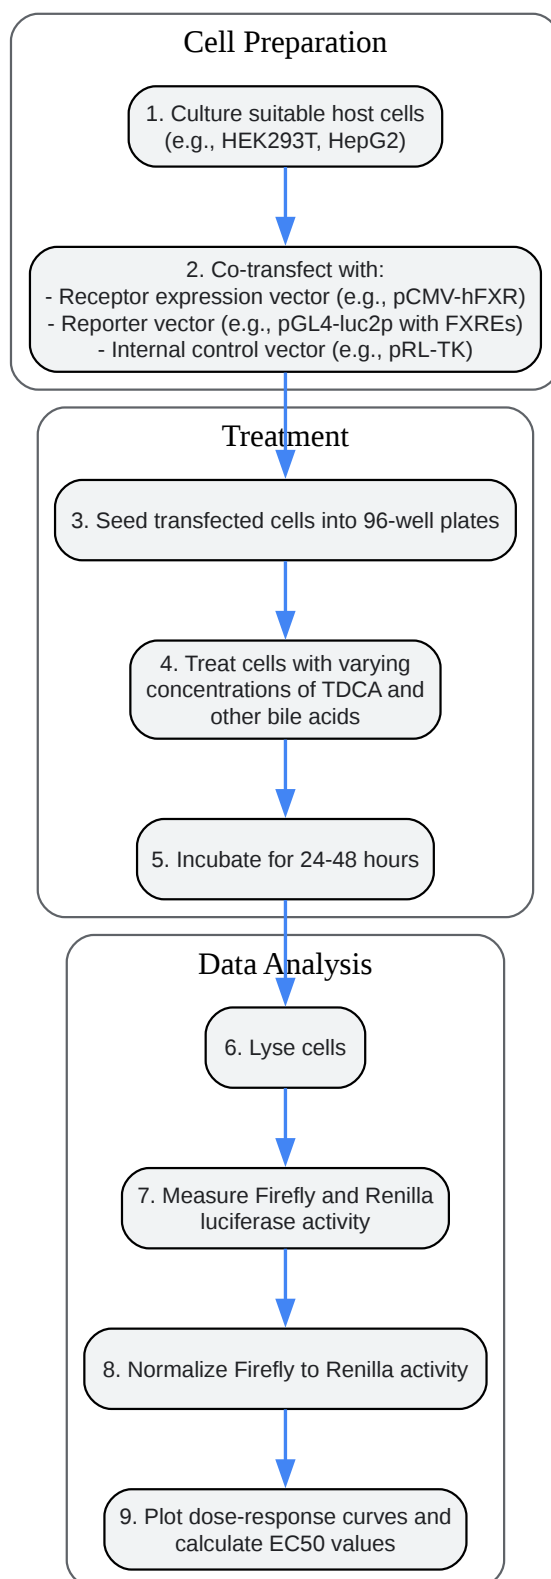 Cell Preparation
1. Culture suitable host cells
(e.g., HEK293T, HepG2)
2. Co-transfect with:
- Receptor expression vector (e.g., pCMV-hFXR)
- Reporter vector (e.g., pGL4-luc2p with FXREs)
- Internal control vector (e.g., pRL-TK)
Treatment
3. Seed transfected cells into 96-well plates
4. Treat cells with varying
concentrations of TDCA and
other bile acids
5. Incubate for 24-48 hours
Data Analysis
6. Lyse cells
7. Measure Firefly and Renilla
luciferase activity
8. Normalize Firefly to Renilla activity
9. Plot dose-response curves and
calculate EC50 values